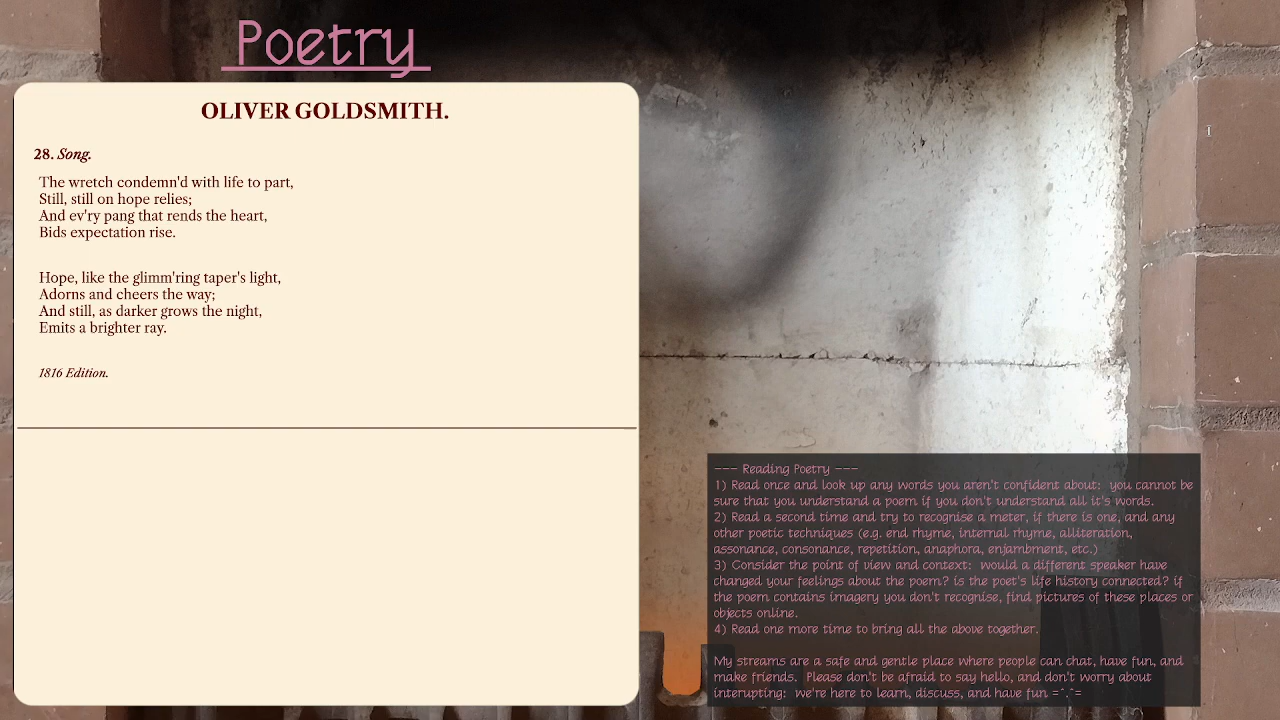 Poetry
OLIVER GOLDSMITH.
28. Song.
The wretch condemn'd with life to part,
Still, still on hope relies;
And ev'ry pang that rends the heart,
Bids expectation rise.
Hope, like the glimm'ring taper's light,
Adorns and cheers the way;
And still, as darker grows the night,
Emits a brighter ray.
1816 Edition.
--- Reading Poetry ---
1) Read once and look up any words you aren't confident about: you cannot be
sure that you understand a poem if you don't understand all it's words.
2) Read a second time and try to recognise a meter, if there is one, and any
other poetic techniques (e.g. end rhyme, internal rhyme, alliteration,
assonance, consonance, repetition, anaphora, enjambment, etc.)
3) Consider the point of view and context: would a different speaker have
changed your feelings about the poem? is the poet's life history connected? if
the poem contains imagery you don't recognise, find pictures of these places or
objects online.
4) Read one more time to bring all the above together.
My streams are a safe and gentle place where people can chat, have fun, and
make friends. Please don't be afraid to say hello, and don't worry about
interupting: we're here to learn, discuss, and have fun =^.^=